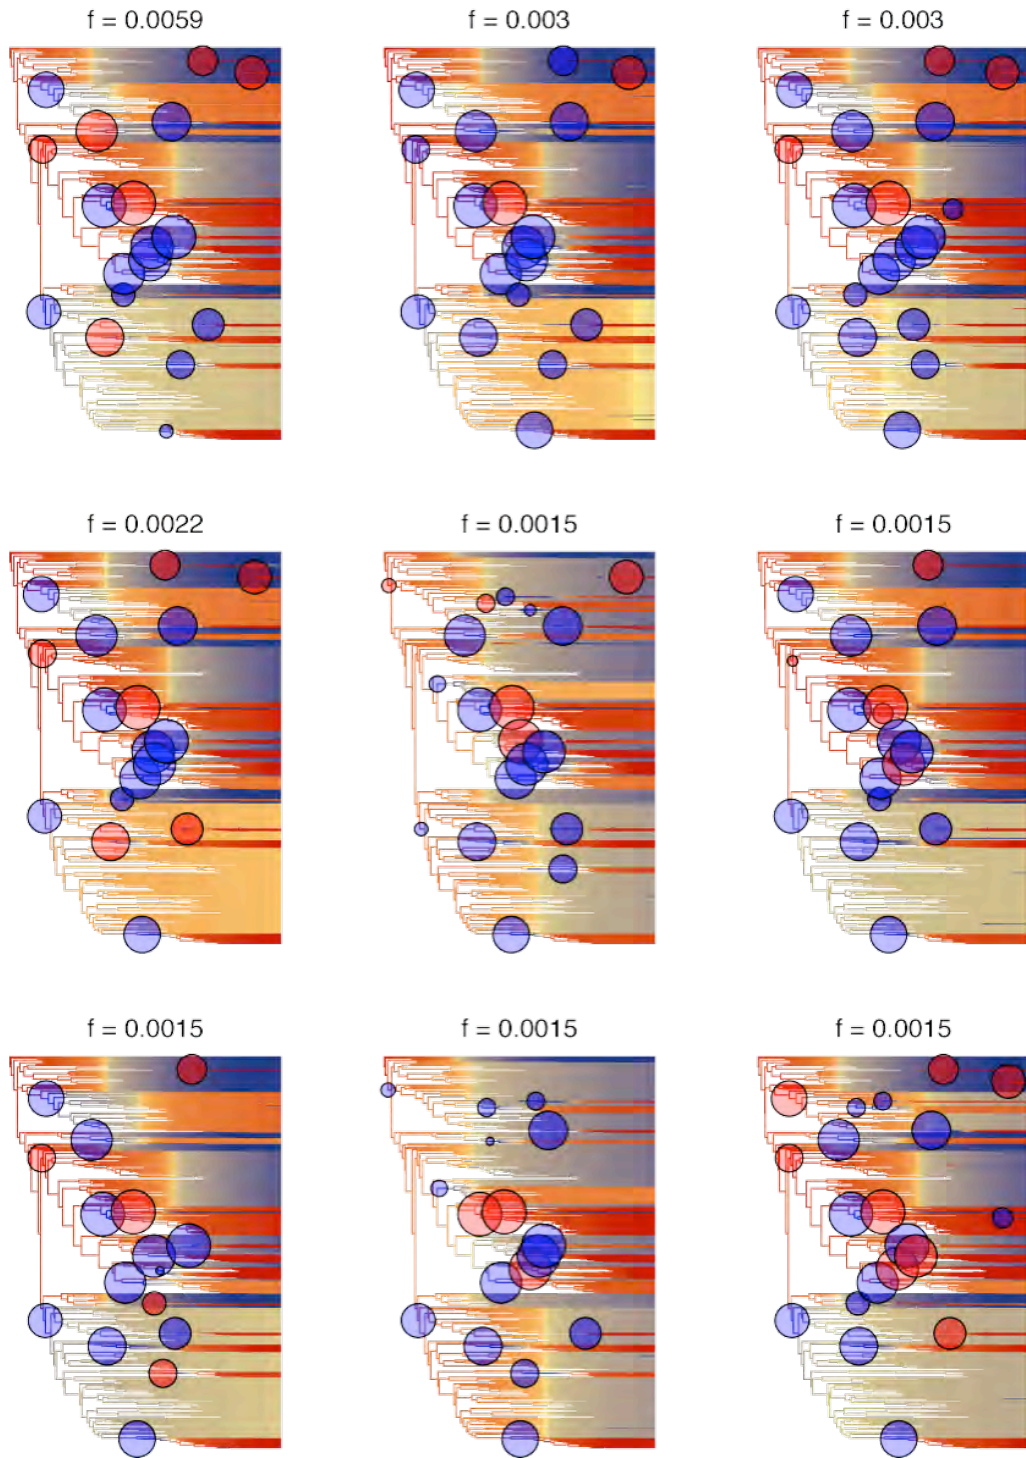 f = 0.0059
f = 0.003
f = 0.003
f = 0.0022
f = 0.0015
f = 0.0015
f = 0.0015
f = 0.0015
f = 0.0015